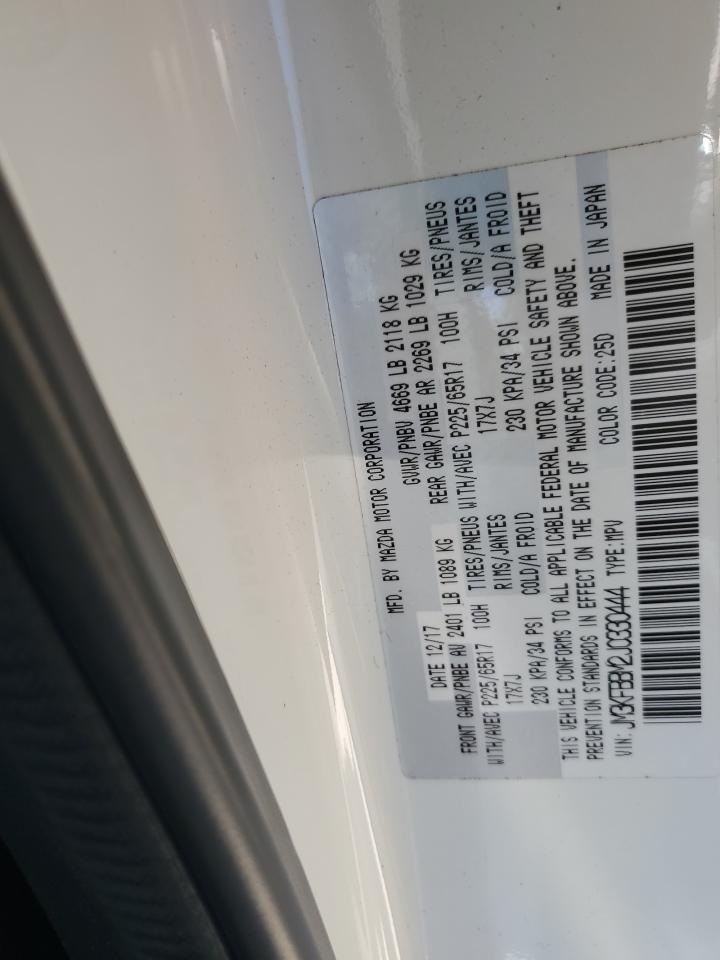 MFD. BY MAZDA MOTOR CORPORATION
DATE 12/17 GVWR/PNBV 4669 LB 2118 KG
FRONT GAWR/PNBE AV 2401 LB 1089 KG REAR GAWR/PNBE AR 2269 LB 1029 KG
WITH/AVEC P225/65R17 100H TIRES/PNEUS WITH/AVEC P225/65R17 100H TIRES/PNEUS
17X7J RIMS/JANTES 17X7J RIMS/JANTES
230 KPA/34 PSI COLD/A FROID 230 KPA/34 PSI COLD/A FROID
THIS VEHICLE CONFORMS TO ALL APPLICABLE FEDERAL MOTOR VEHICLE SAFETY AND THEFT
PREVENTION STANDARDS IN EFFECT ON THE DATE OF MANUFACTURE SHOWN ABOVE.
VIN: JM3KFBBM2J0330444 TYPE:MPV COLOR CODE:25D MADE IN JAPAN